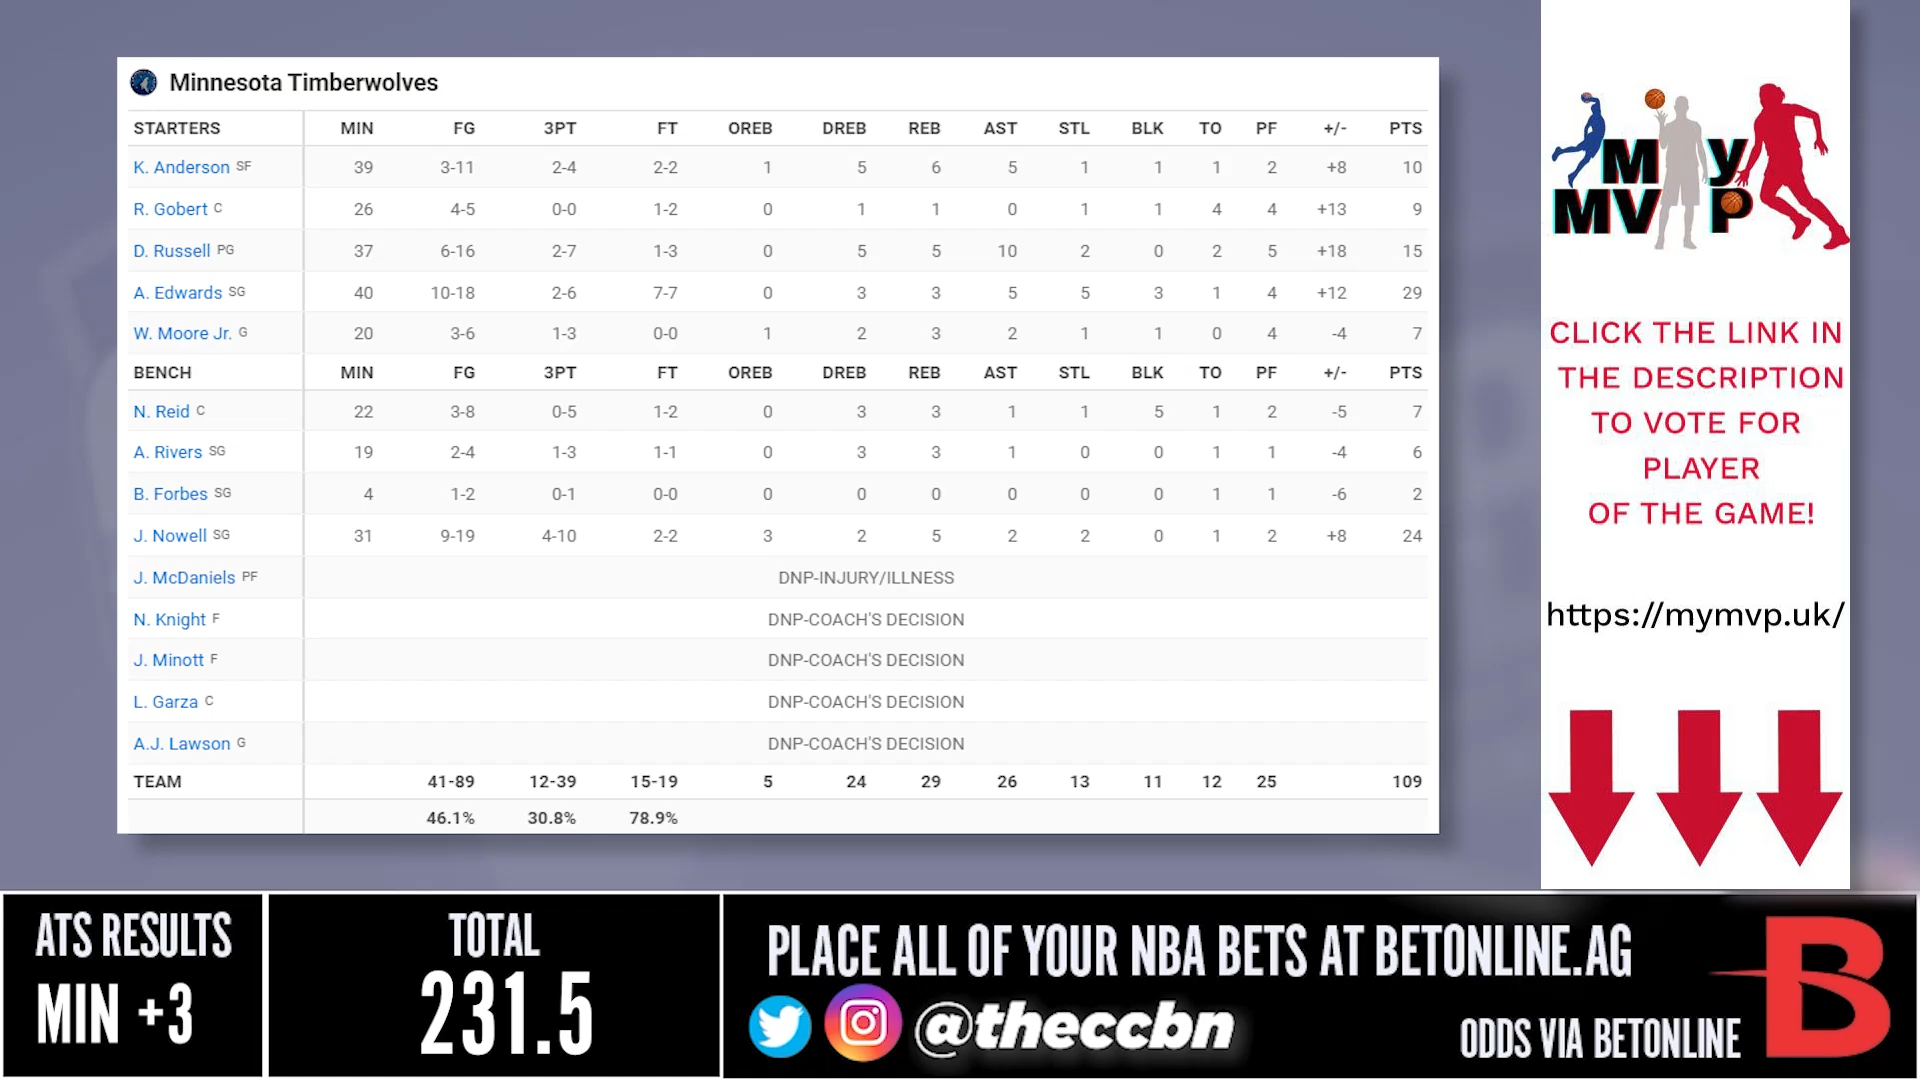 Minnesota Timberwolves
STARTERS MIN FG 3PT FT OREB DREB REB AST STL BLK TO PF +/- PTS
K. Anderson SF 39 3-11 2-4 2-2 1 5 6 5 1 1 1 2 +8 10
R. Gobert C 26 4-5 0-0 1-2 0 1 1 0 1 1 4 4 +13 9
D. Russell PG 37 6-16 2-7 1-3 0 5 5 10 2 0 2 5 +18 15
A. Edwards SG 40 10-18 2-6 7-7 0 3 3 5 5 3 1 4 +12 29
W. Moore Jr. G 20 3-6 1-3 0-0 1 2 3 2 1 1 0 4 -4 7
BENCH MIN FG 3PT FT OREB DREB REB AST STL BLK TO PF +/- PTS
N. Reid C 22 3-8 0-5 1-2 0 3 3 1 1 5 1 2 -5 7
A. Rivers SG 19 2-4 1-3 1-1 0 3 3 1 0 0 1 1 -4 6
B. Forbes SG 4 1-2 0-1 0-0 0 0 0 0 0 0 1 1 -6 2
J. Nowell SG 31 9-19 4-10 2-2 3 2 5 2 2 0 1 2 +8 24
J. McDaniels PF DNP-INJURY/ILLNESS
N. Knight F DNP-COACH'S DECISION
J. Minott F DNP-COACH'S DECISION
L. Garza C DNP-COACH'S DECISION
A.J. Lawson G DNP-COACH'S DECISION
TEAM 41-89 12-39 15-19 5 24 29 26 13 11 12 25 109
46.1% 30.8% 78.9%
My
MVP
CLICK THE LINK IN
THE DESCRIPTION
TO VOTE FOR
PLAYER
OF THE GAME!
https://mymvp.uk/
ATS RESULTS
MIN +3
TOTAL
231.5
PLACE ALL OF YOUR NBA BETS AT BETONLINE.AG
@theccbn
ODDS VIA BETONLINE
B